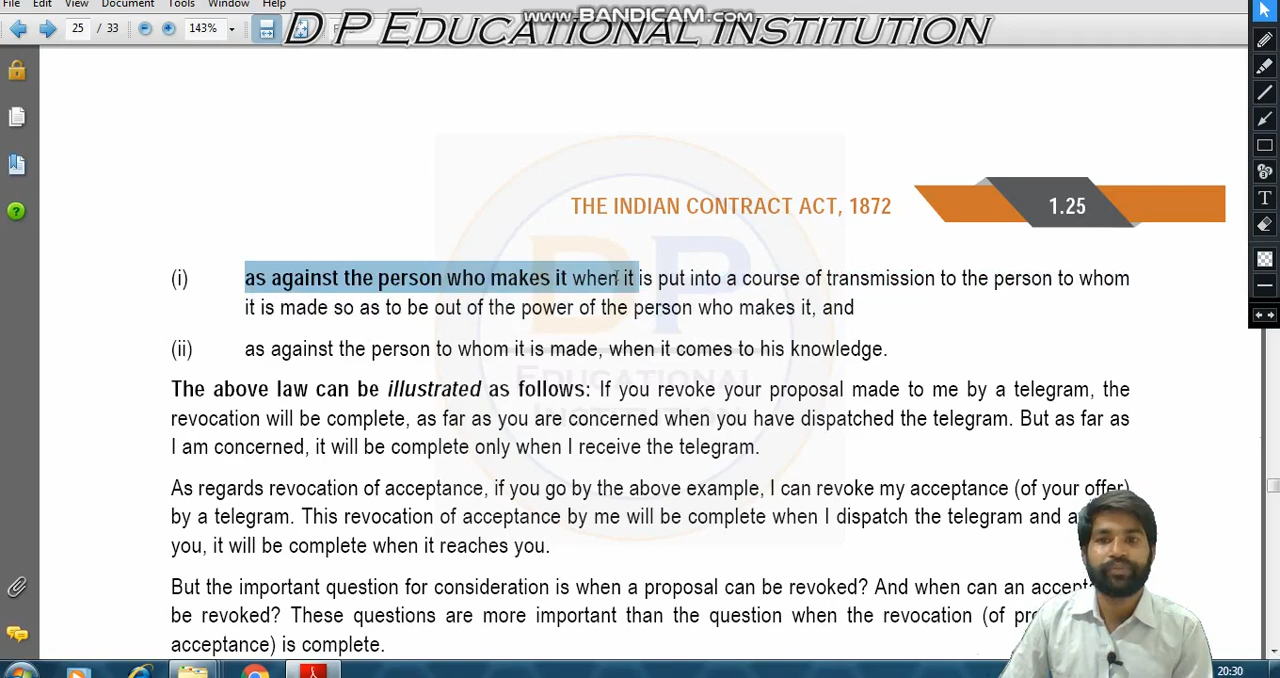 File Edit View Document Tools Window Help
www.BANDICAM.com
D P EDUCATIONAL INSTITUTION
25 / 33 143%
THE INDIAN CONTRACT ACT, 1872 1.25
(i) as against the person who makes it when it is put into a course of transmission to the person to whom
it is made so as to be out of the power of the person who makes it, and
(ii) as against the person to whom it is made, when it comes to his knowledge.
The above law can be illustrated as follows: If you revoke your proposal made to me by a telegram, the
revocation will be complete, as far as you are concerned when you have dispatched the telegram. But as far as
I am concerned, it will be complete only when I receive the telegram.
As regards revocation of acceptance, if you go by the above example, I can revoke my acceptance (of your offer)
by a telegram. This revocation of acceptance by me will be complete when I dispatch the telegram and
you, it will be complete when it reaches you.
But the important question for consideration is when a proposal can be revoked? And when can an
be revoked? These questions are more important than the question when the revocation (of
acceptance) is complete.
DP
EDUCATIONAL
INSTITUTION
20:30